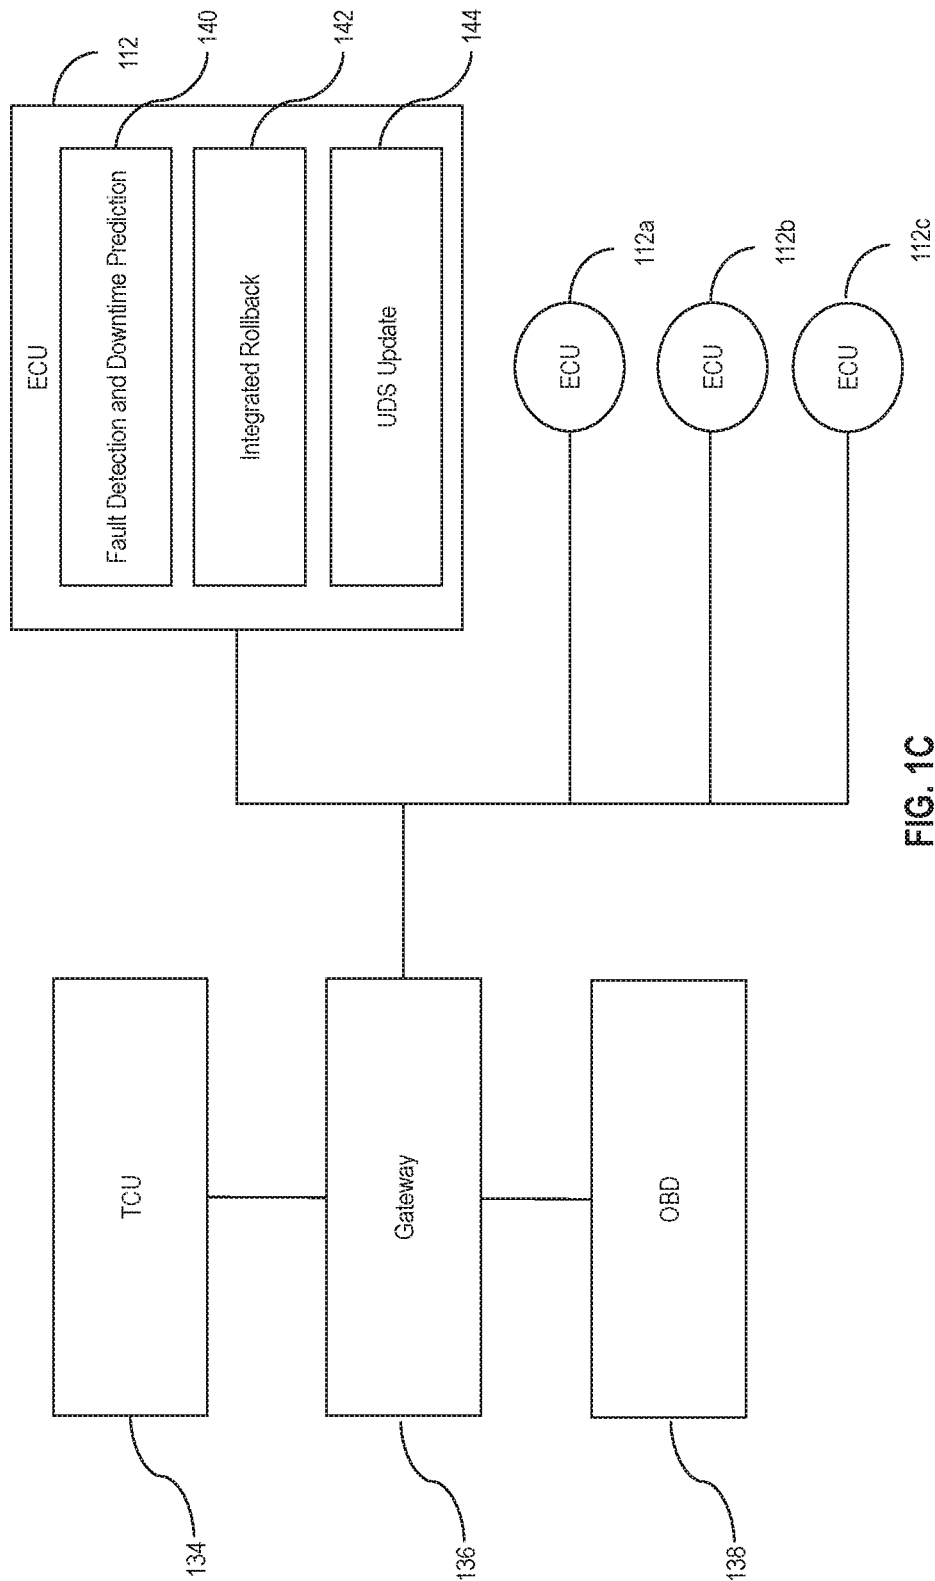 134
TCU
136
Gateway
138
OBD
ECU
112
Fault Detection and Downtime Prediction
140
Integrated Rollback
142
UDS Update
144
ECU
112a
ECU
112b
ECU
112c
FIG. 1C